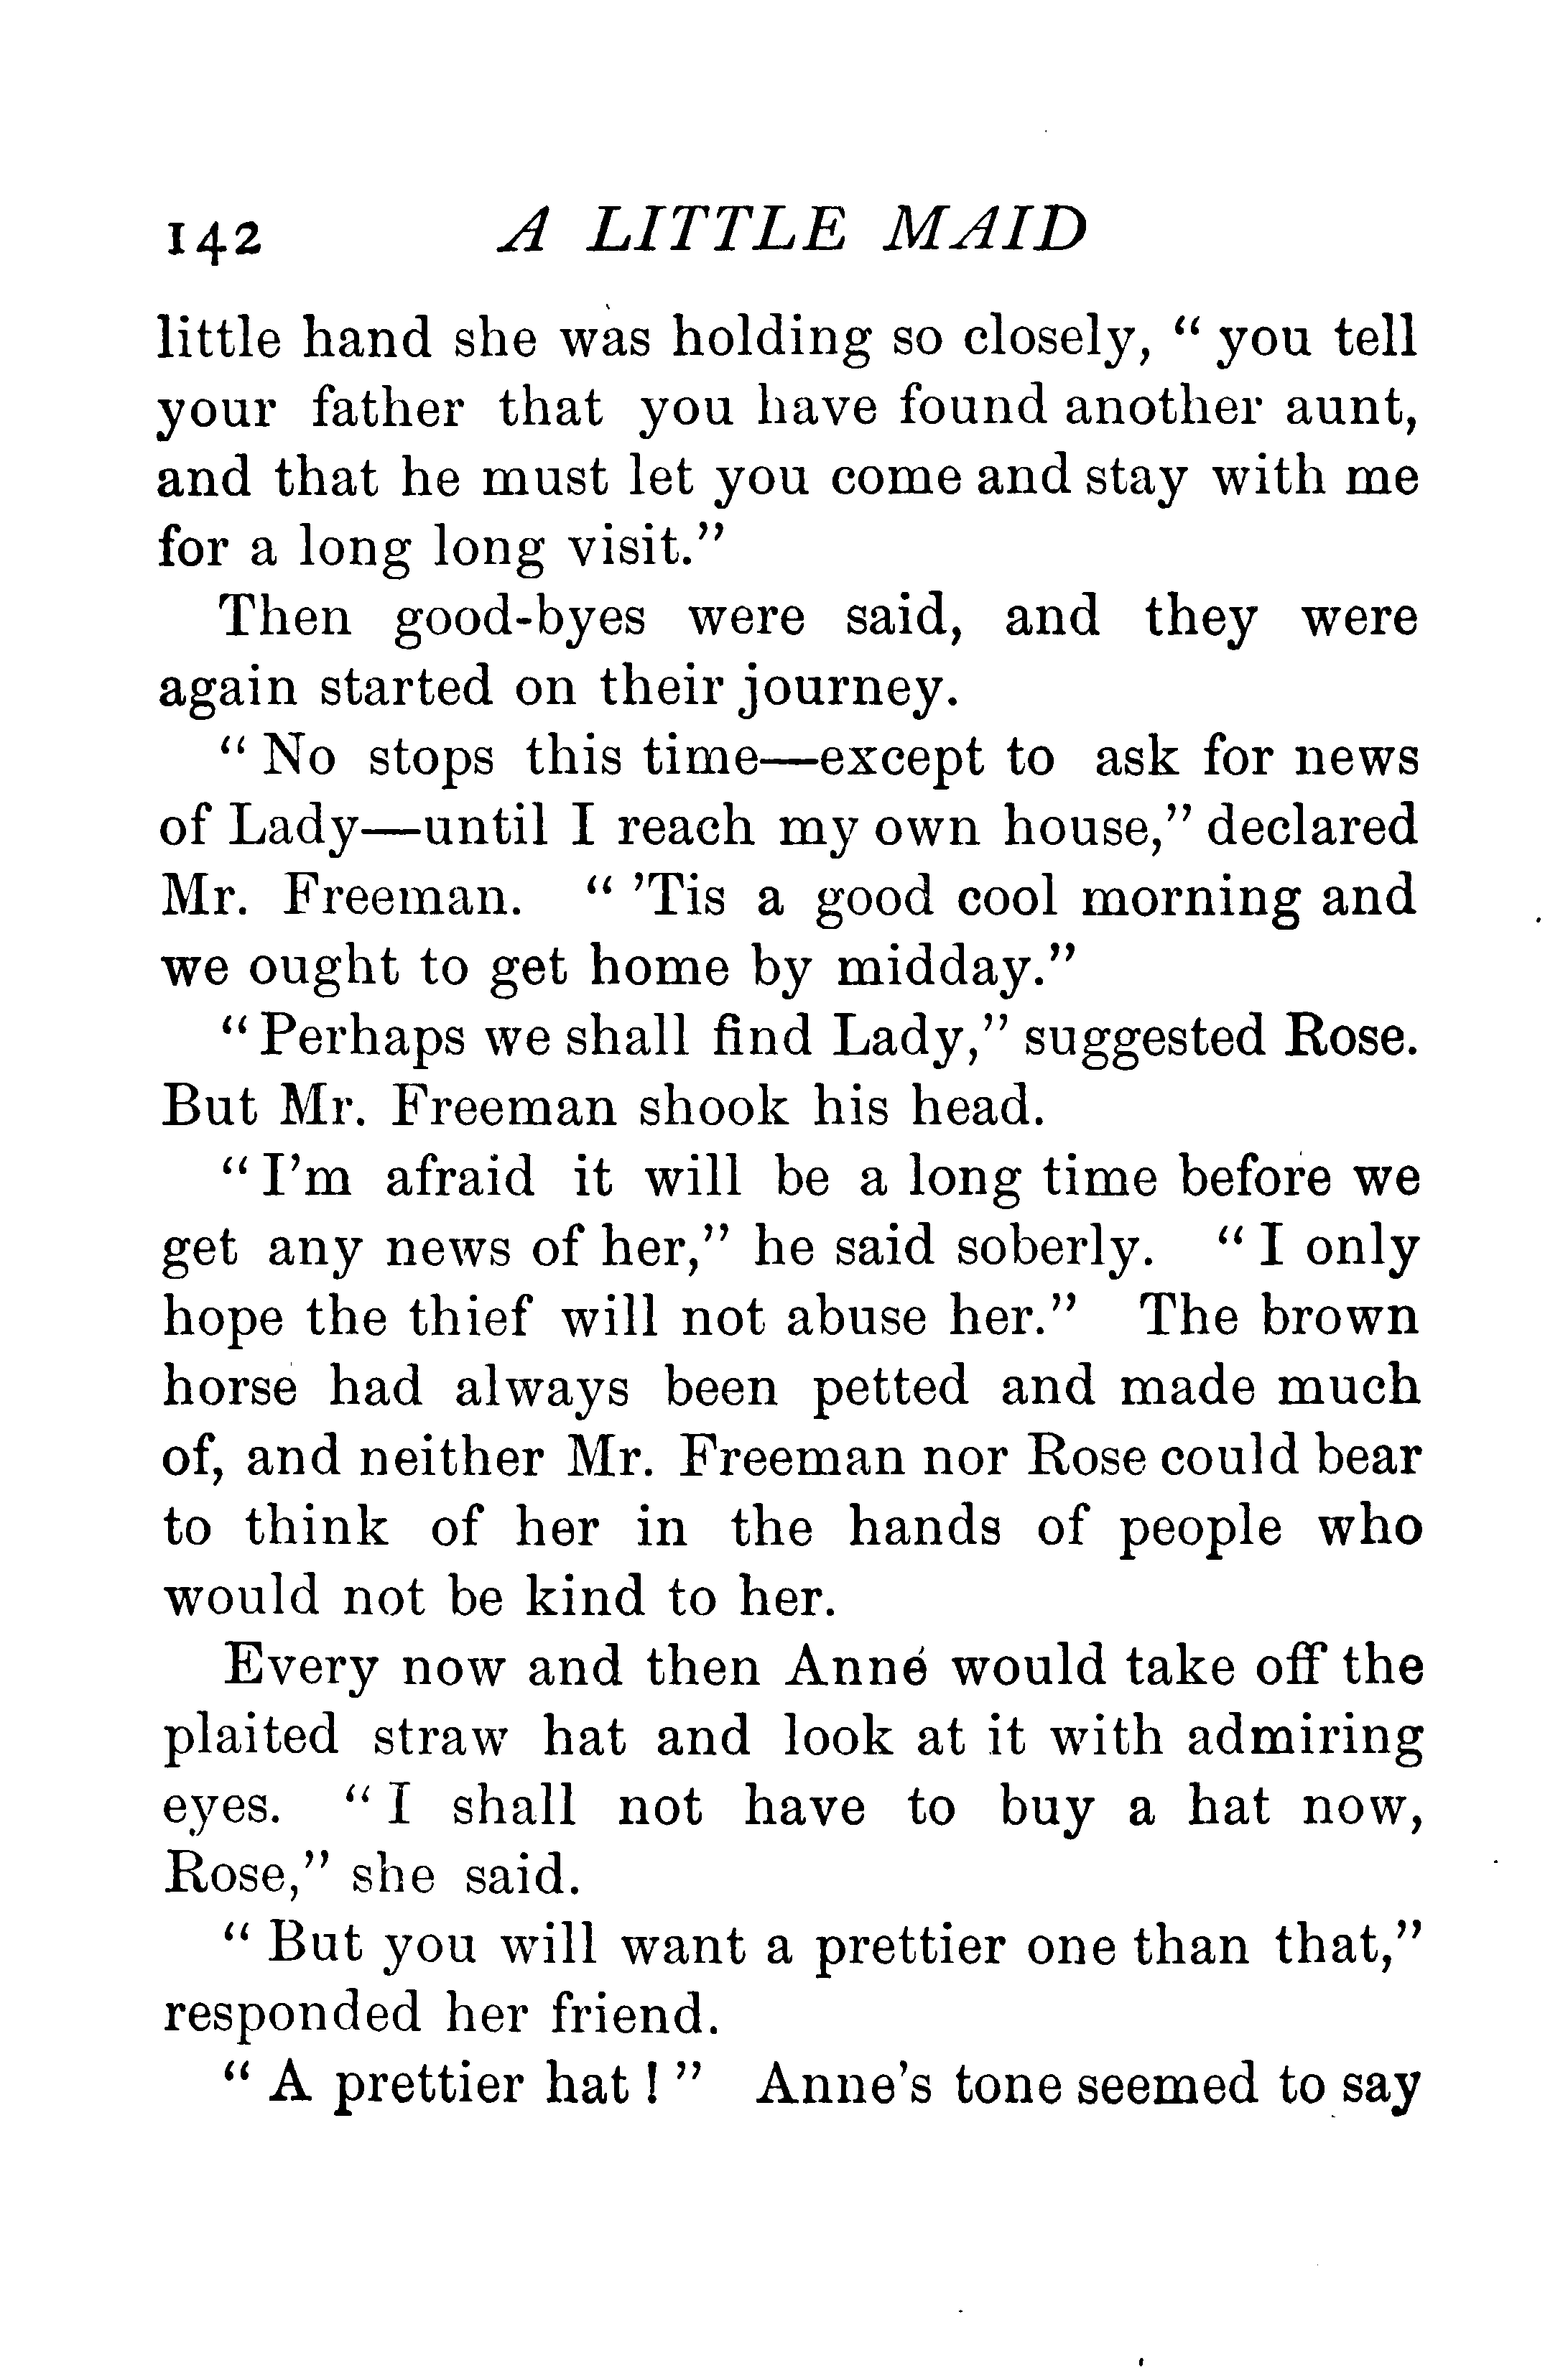 142 A LITTLE MAID
little hand she was holding so closely, “ you tell
your father that you have found another aunt,
and that he must let you come and stay with me
for a long long visit.”
Then good-byes were said, and they were
again started on their journey.
“ No stops this time—except to ask for news
of Lady—until I reach my own house,” declared
Mr. Freeman. “ ’Tis a good cool morning and
we ought to get home by midday.”
“ Perhaps we shall find Lady,” suggested Rose.
But Mr. Freeman shook his head.
“ I’m afraid it will be a long time before we
get any news of her,” he said soberly. “ I only
hope the thief will not abuse her.” The brown
horse had always been petted and made much
of, and neither Mr. Freeman nor Rose could bear
to think of her in the hands of people who
would not be kind to her.
Every now and then Anne would take off the
plaited straw hat and look at it with admiring
eyes. “ I shall not have to buy a hat now,
Rose,” she said.
“ But you will want a prettier one than that,”
responded her friend.
“ A prettier hat ! ” Anne’s tone seemed to say